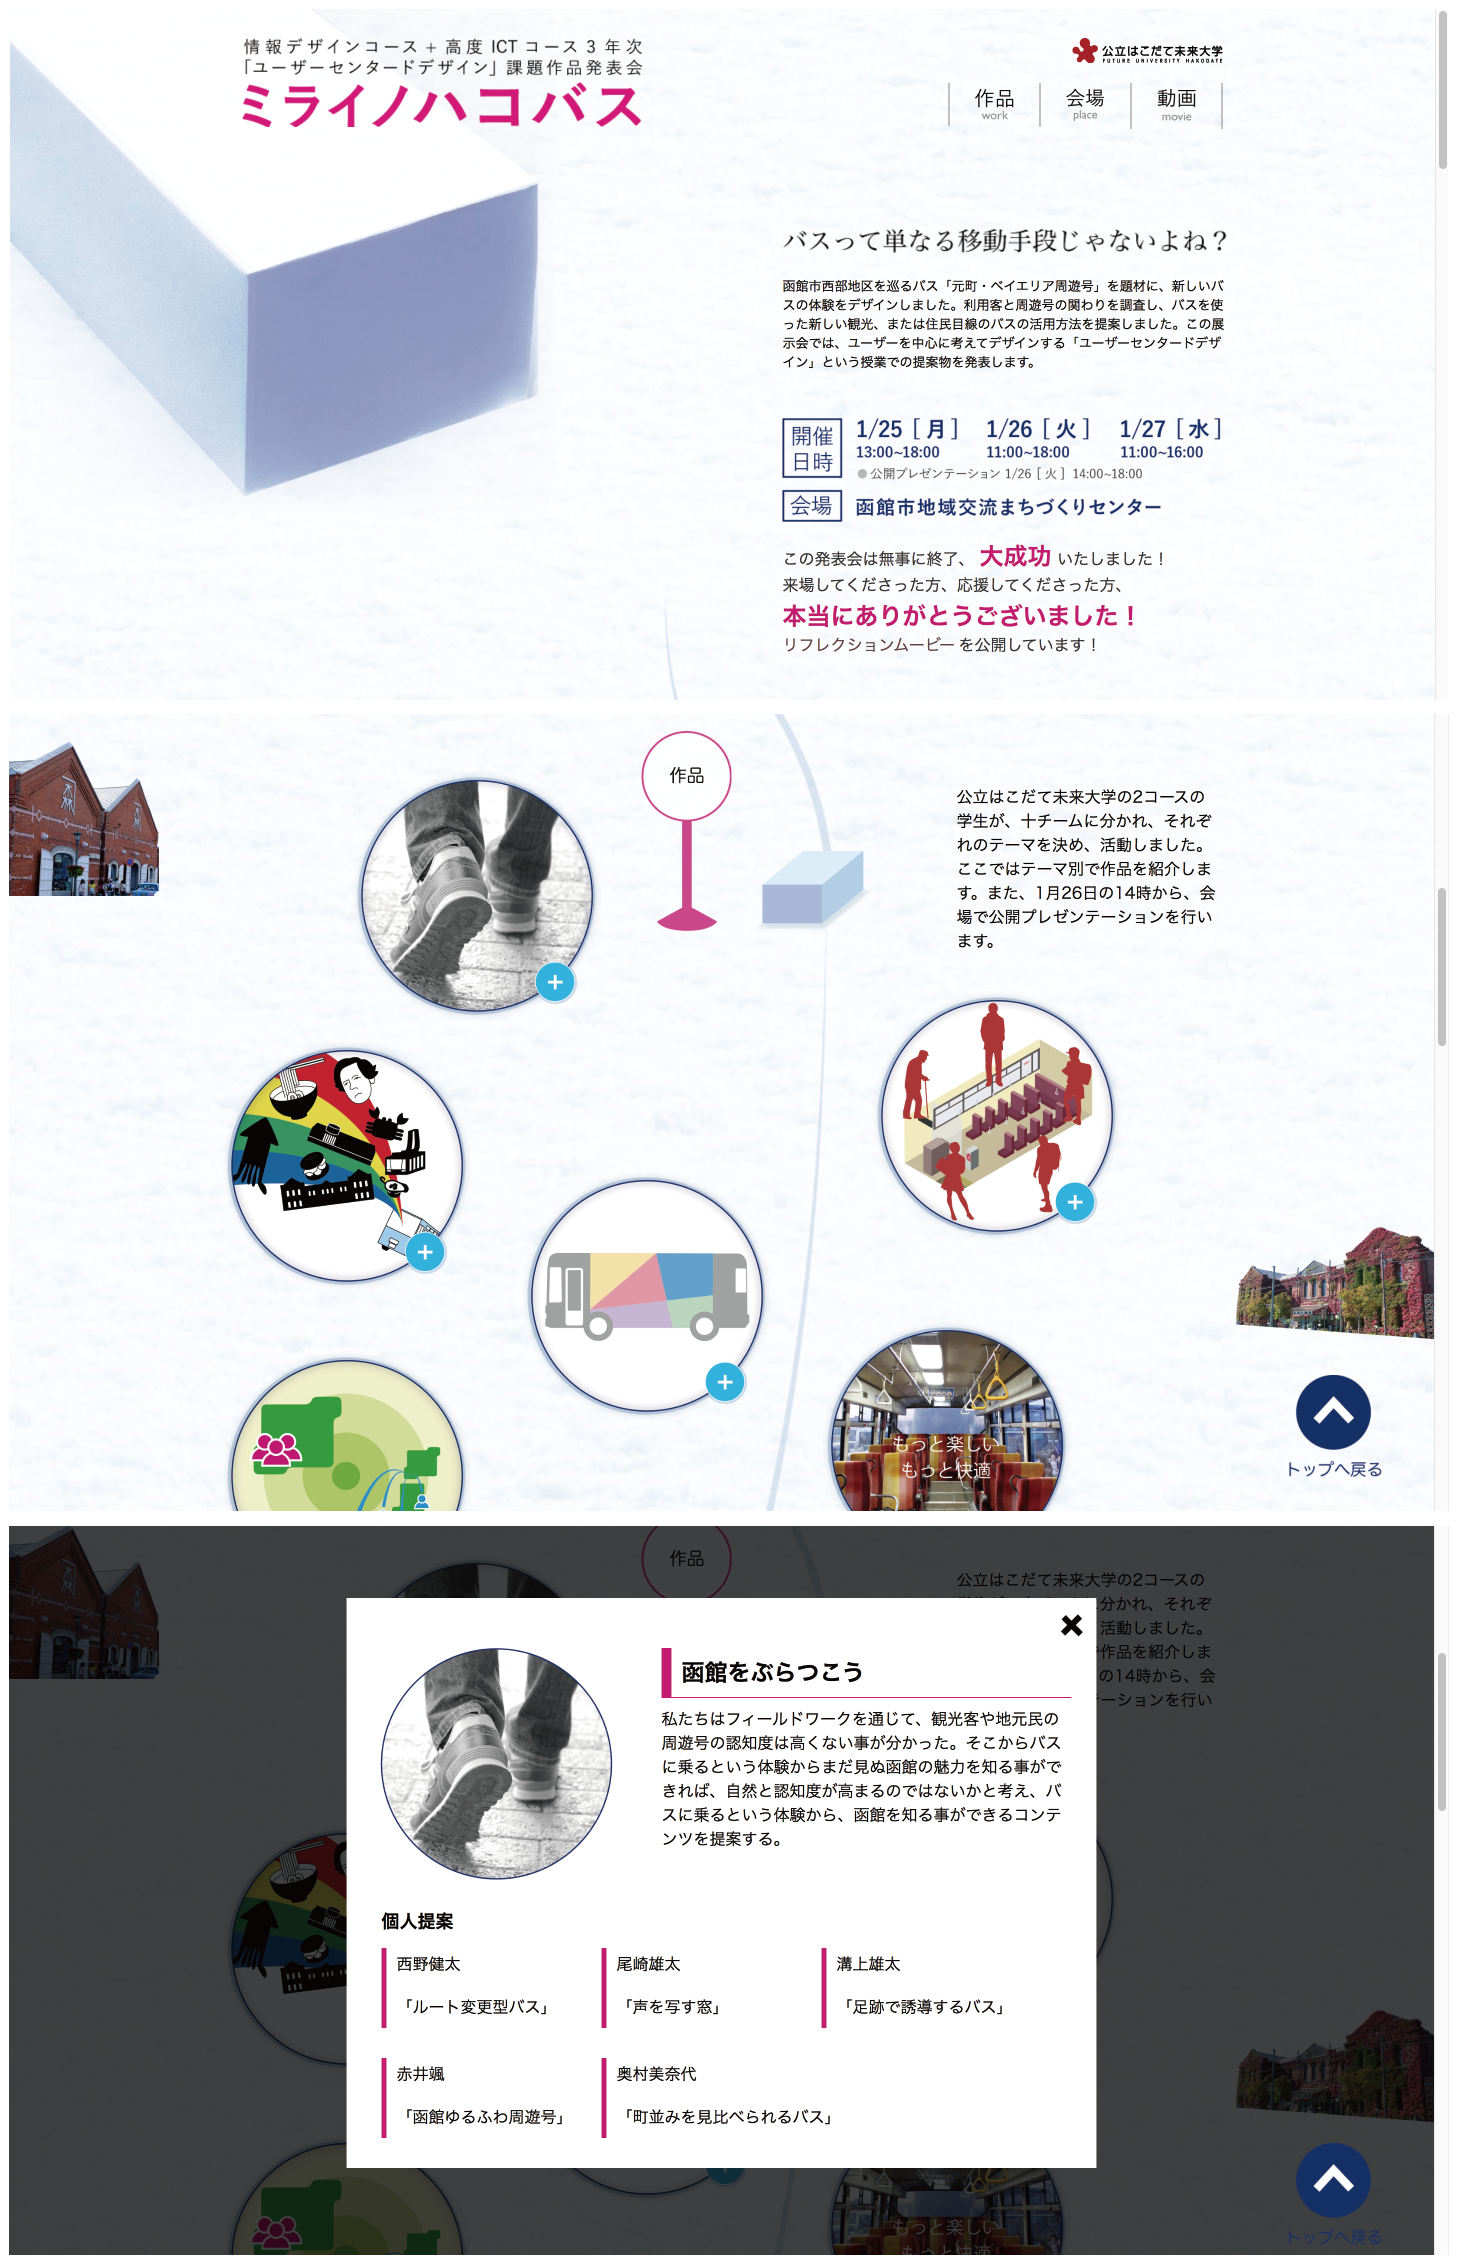 情報デザインコース + 高度 ICT コース 3 年次
「ユーザーセンタードデザイン」課題作品発表会
ミライノハコバス
公立はこだて未来大学
FUTURE UNIVERSITY HAKODATE
作品
work
会場
place
動画
movie
バスって単なる移動手段じゃないよね？
函館市西部地区を巡るバス「元町・ベイエリア周遊号」を題材に、新しいバ
スの体験をデザインしました。利用客と周遊号の関わりを調査し、バスを使
った新しい観光、または住民目線のバスの活用方法を提案しました。この展
示会では、ユーザーを中心に考えてデザインする「ユーザーセンタードデザ
イン」という授業での提案物を発表します。
開催
日時
1/25 [ 月 ] 1/26 [ 火 ] 1/27 [ 水 ]
13:00~18:00 11:00~18:00 11:00~16:00
●公開プレゼンテーション 1/26 [ 火 ] 14:00~18:00
会場
函館市地域交流まちづくりセンター
この発表会は無事に終了、 大成功 いたしました！
来場してくださった方、応援してくださった方、
本当にありがとうございました！
リフレクションムービー を公開しています！
作品
公立はこだて未来大学の2コースの
学生が、十チームに分かれ、それぞ
れのテーマを決め、活動しました。
ここではテーマ別で作品を紹介しま
す。また、1月26日の14時から、会
場で公開プレゼンテーションを行い
ます。
もっと楽しい
もっと快適
トップへ戻る
作品
公立はこだて未来大学の2コースの
分かれ、それぞ
活動しました。
作品を紹介しま
の14時から、会
ーションを行い
函館をぶらつこう
私たちはフィールドワークを通じて、観光客や地元民の
周遊号の認知度は高くない事が分かった。そこからバス
に乗るという体験からまだ見ぬ函館の魅力を知る事がで
きれば、自然と認知度が高まるのではないかと考え、バ
スに乗るという体験から、函館を知る事ができるコンテ
ンツを提案する。
個人提案
西野健太
「ルート変更型バス」
尾崎雄太
「声を写す窓」
溝上雄太
「足跡で誘導するバス」
赤井颯
「函館ゆるふわ周遊号」
奥村美奈代
「町並みを見比べられるバス」
もっと楽しい
もっと快適
トップへ戻る